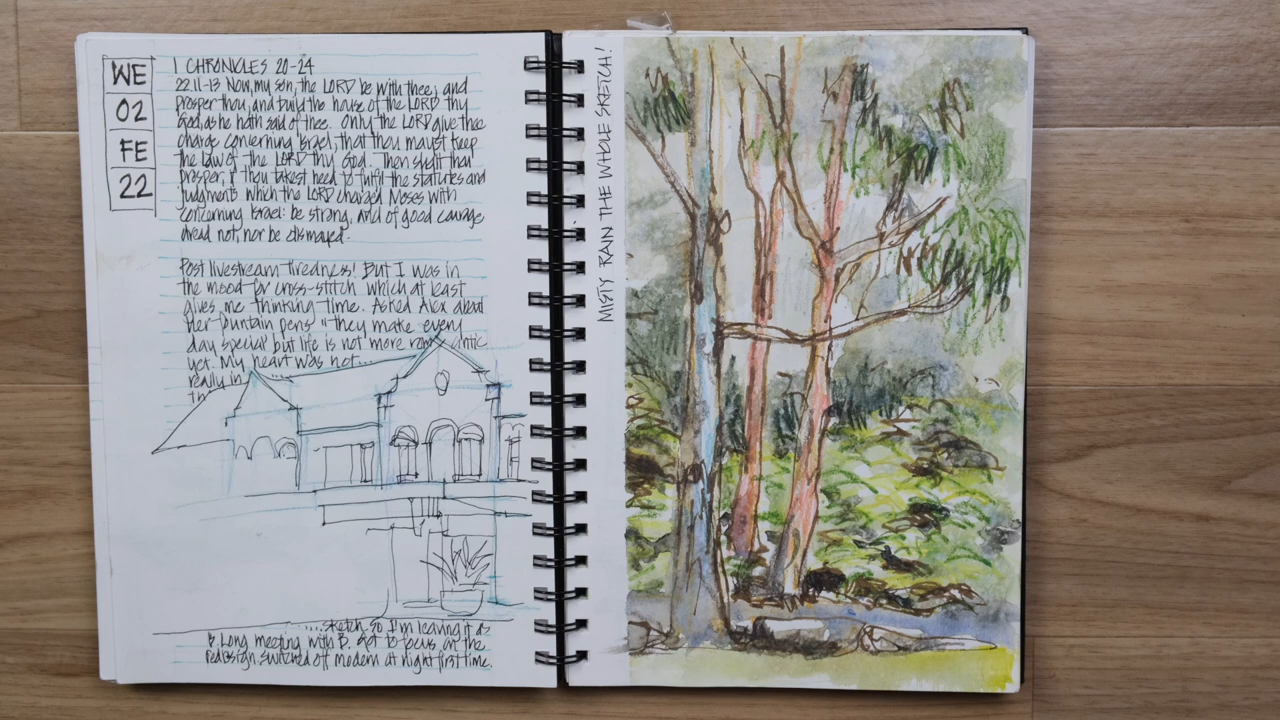 WE
02
FE
22
1 CHRONICLES 20-24
22:11-13 Now, my son, the LORD be with thee; and
prosper thou, and build the house of the LORD thy
God, as he hath said of thee. Only the LORD give thee
charge concerning Israel, that thou mayst keep
the law of the LORD thy God. Then shalt thou
prosper, if thou takest heed to fulfil the statutes and
judgments which the LORD charged Moses with
concerning Israel: be strong, and of good courage
dread not, nor be dismayed.
Post livestream tiredness! But I was in
the mood for cross-stitch which at least
gives me thinking time. Asked Alex about
her fountain pens "they make every
day special but life is not more romantic
yet. My heart was not...
really in
th
...sketch so I'm leaving it as
B. Long meeting with B. got to focus on the
redesign. switched off modem at night first time.
MISTY RAIN THE WHOLE SKETCH!